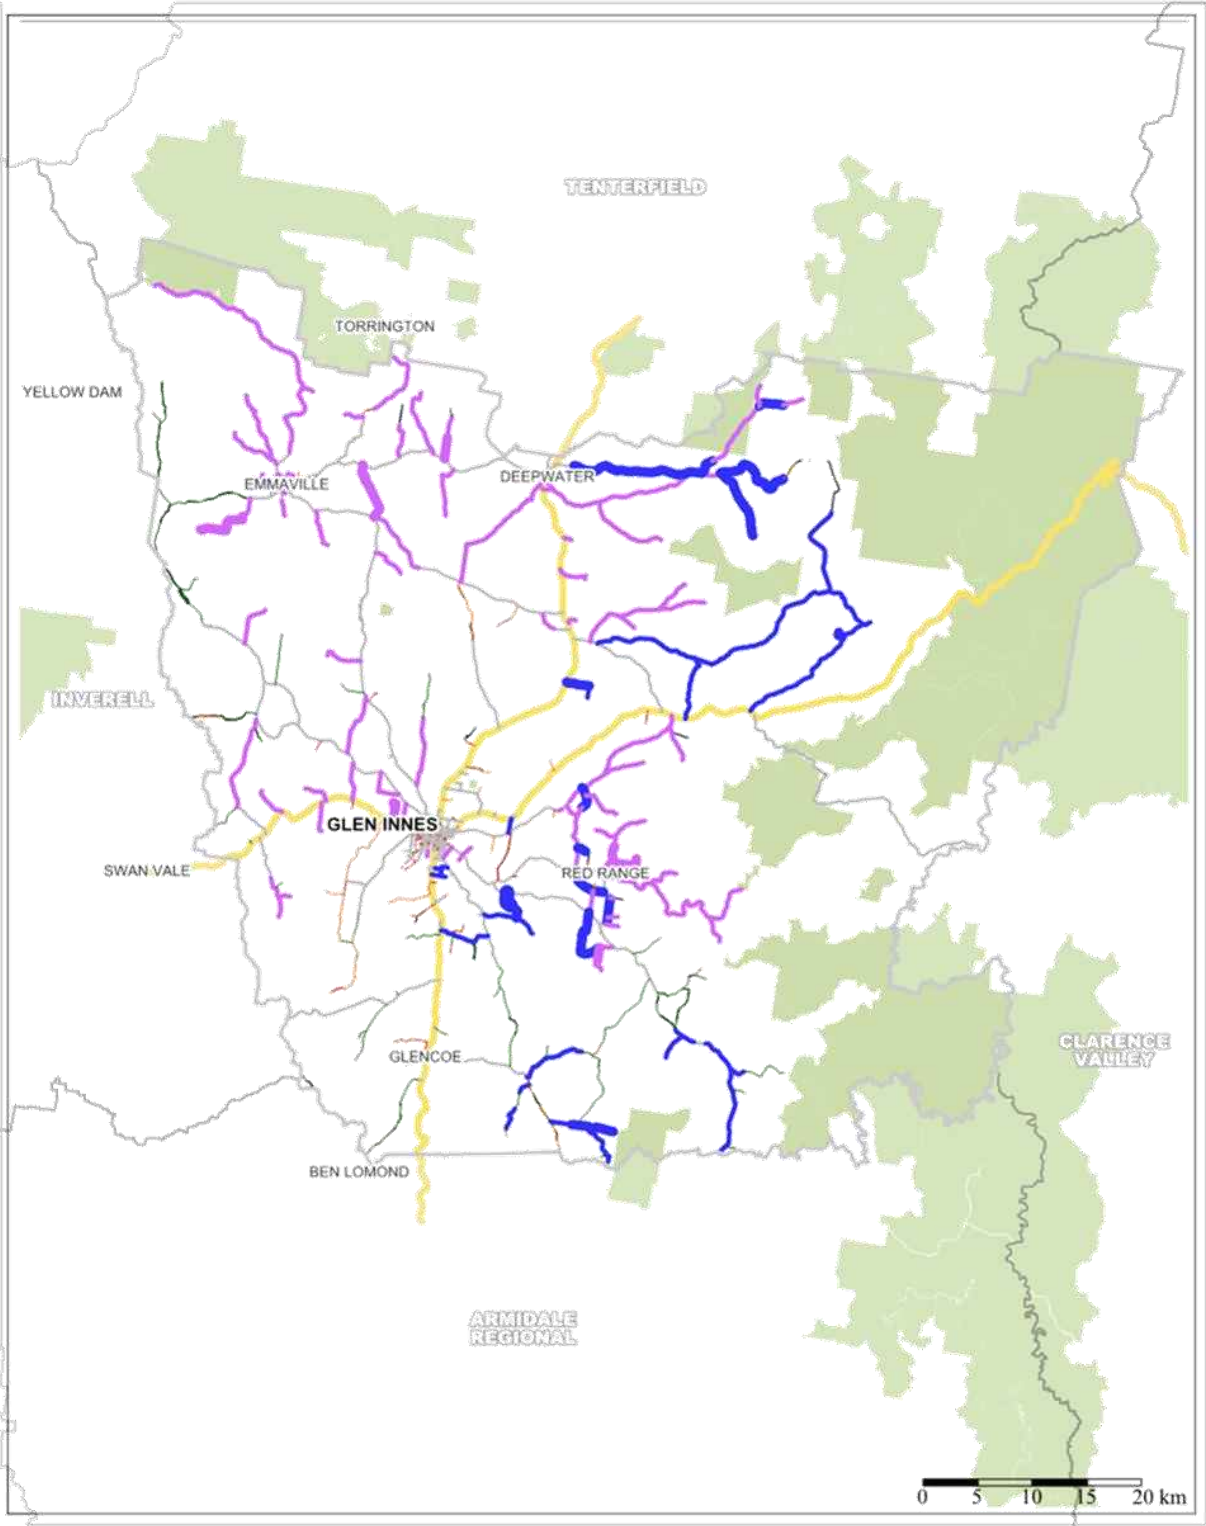 TENTERFIELD
TORRINGTON
YELLOW DAM
DEEPWATER
EMMAVILLE
INVERELL
GLEN INNES
SWAN VALE
RED RANGE
CLARENCE
VALLEY
GLENCOE
BEN LOMOND
ARMIDALE
REGIONAL
0 5 10 15 20 km